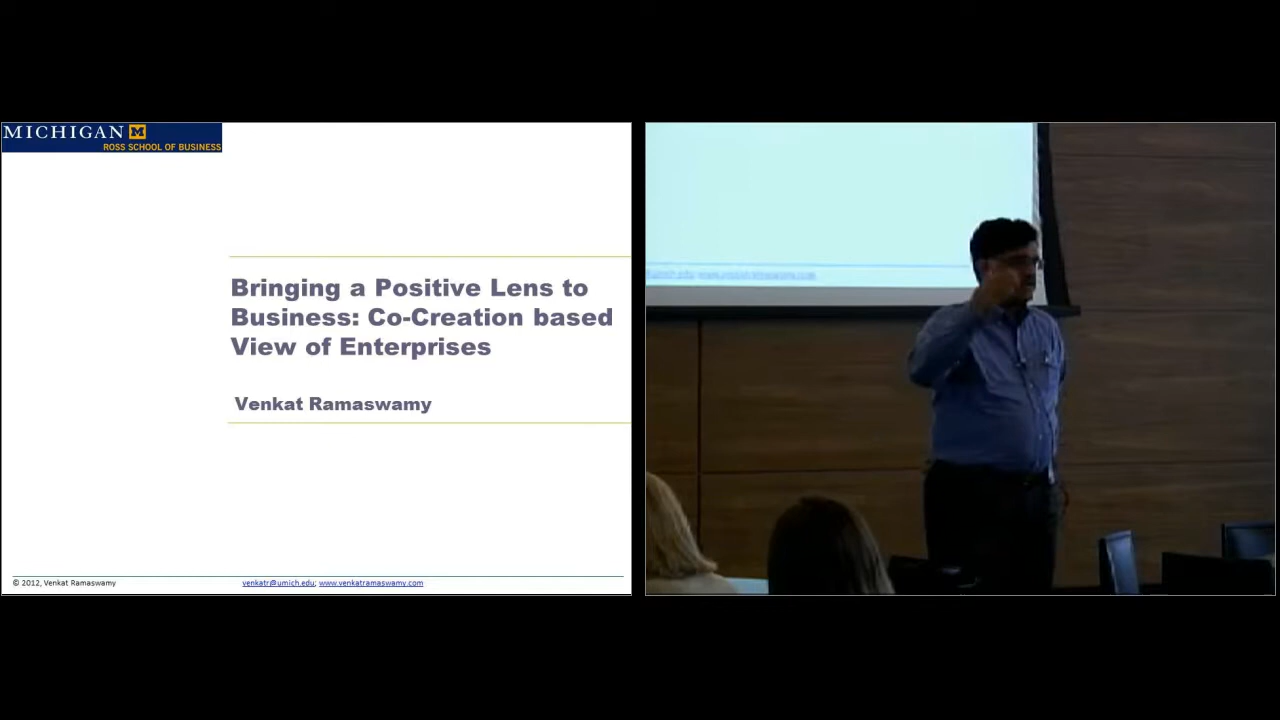 MICHIGAN M
ROSS SCHOOL OF BUSINESS
Bringing a Positive Lens to
Business: Co-Creation based
View of Enterprises
Venkat Ramaswamy
© 2012, Venkat Ramaswamy
venkatr@umich.edu; www.venkatramaswamy.com